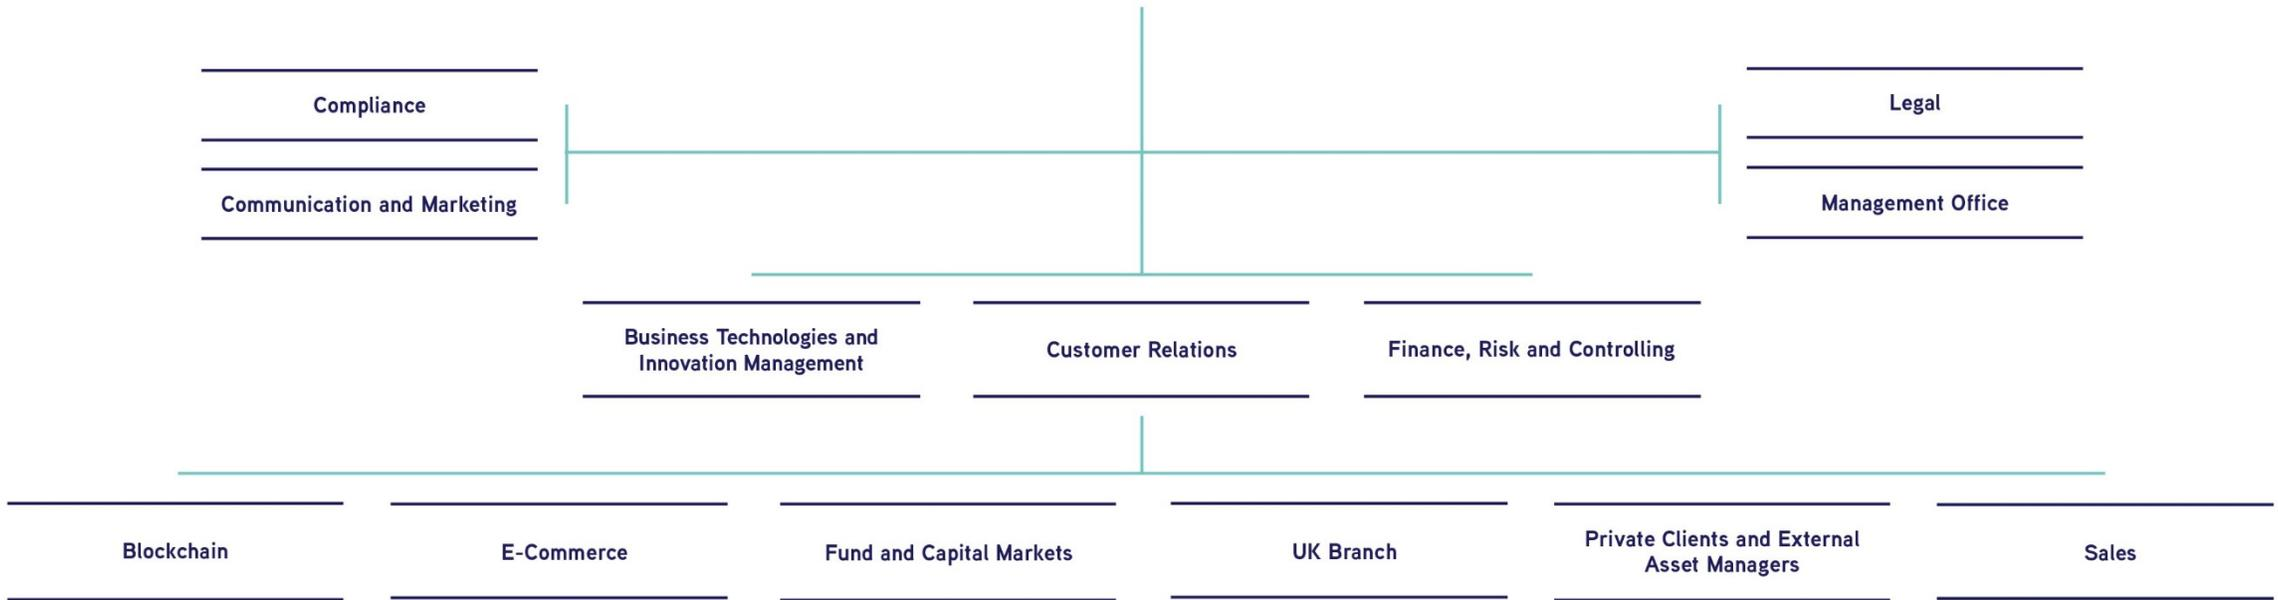 Compliance
Legal
Communication and Marketing
Management Office
Business Technologies and
Innovation Management
Customer Relations
Finance, Risk and Controlling
Blockchain
E-Commerce
Fund and Capital Markets
UK Branch
Private Clients and External
Asset Managers
Sales